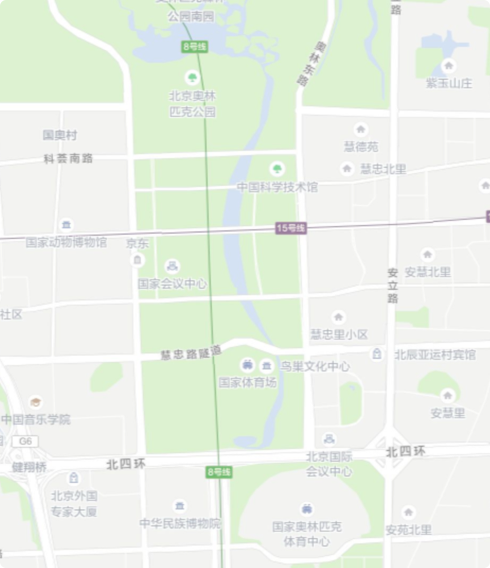 公园南园
8号线
奥林东路
路
紫玉山庄
北京奥林
匹克公园
国奥村
慧德苑
科荟南路
慧忠北里
中国科学技术馆
15号线
国家动物博物馆
京东
国家会议中心
安慧北里
安立路
社区
慧忠里小区
慧忠路隧道
北辰亚运村宾馆
鸟巢文化中心
国家体育场
安慧里
中国音乐学院
G6
北四环
北四环
健翔桥
8号线
北京国际
会议中心
北京外国
专家大厦
中华民族博物院
国家奥林匹克
体育中心
安苑北里